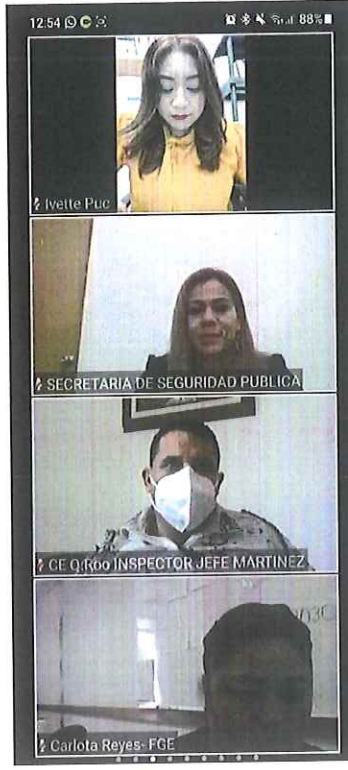 12:54 88%
Ivette Puc
SECRETARIA DE SEGURIDAD PUBLICA
CE Q.Roo INSPECTOR JEFE MARTINEZ
Carlota Reyes- FGE